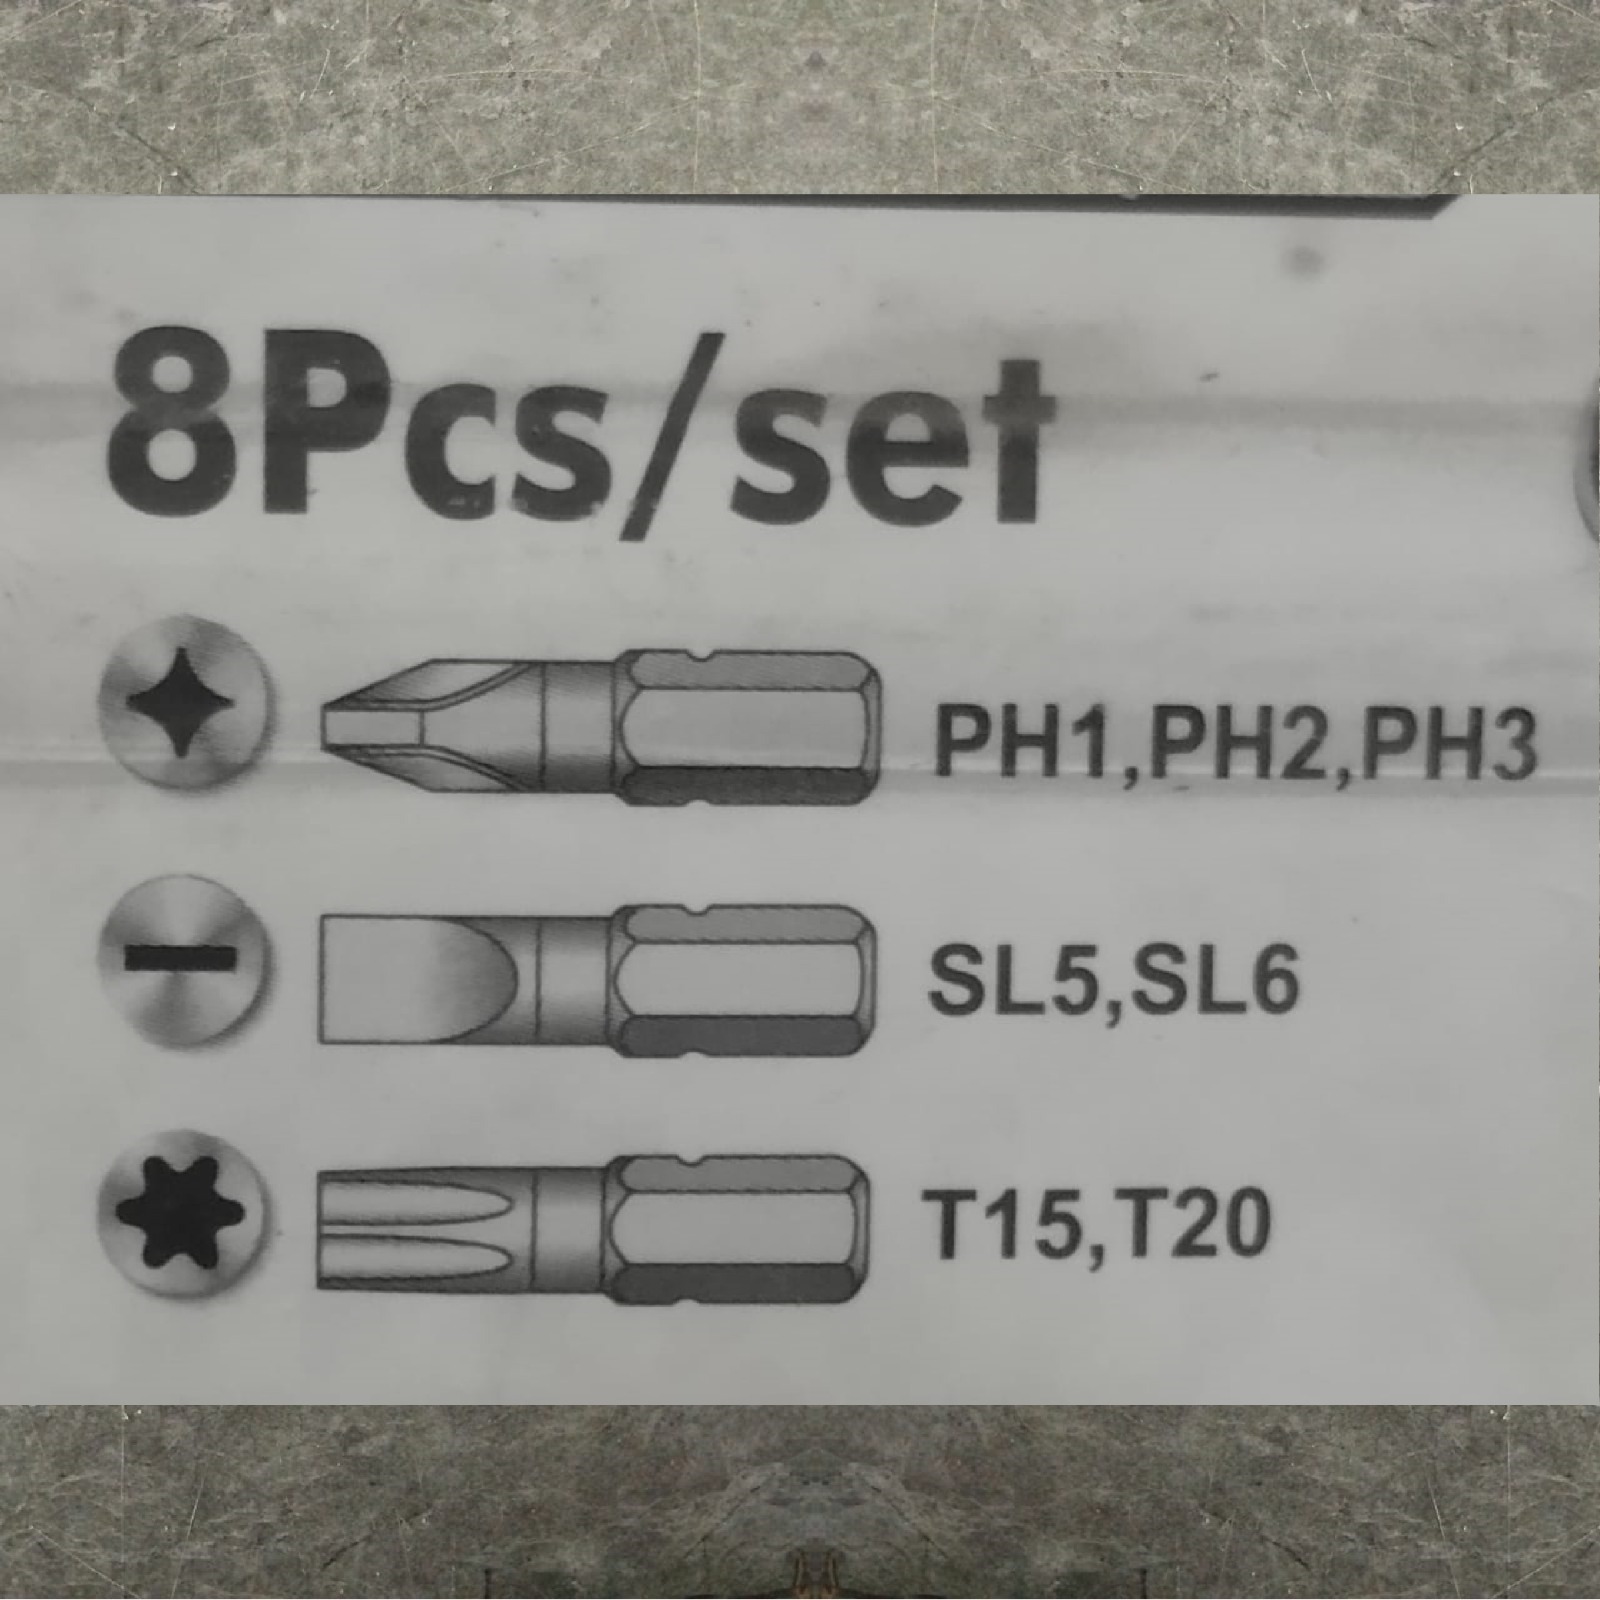 8Pcs/set
PH1,PH2,PH3
SL5,SL6
T15,T20